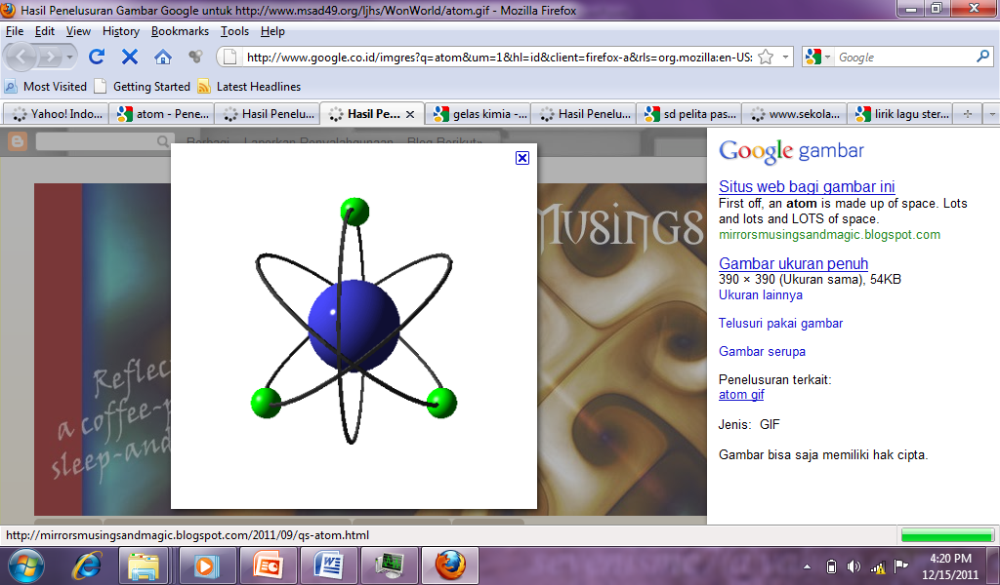 Hasil Penelusuran Gambar Google untuk http://www.msad49.org/ljhs/WonWorld/atom.gif - Mozilla Firefox
File Edit View History Bookmarks Tools Help
http://www.google.co.id/imgres?q=atom&um=1&hl=id&client=firefox-a&rls=org.mozilla:en-US:
Google
Most Visited Getting Started Latest Headlines
Yahoo! Indo... atom - Pene... Hasil Penelu... Hasil Pe... gelas kimia -... Hasil Penelu... sd pelita pas... www.sekola... lirik lagu ster...
Berbagi Laporkan Penyalahgunaan Blog Berikut»
MUSINGS
Reflec
a coffee-p
sleep-and
Google gambar
Situs web bagi gambar ini
First off, an atom is made up of space. Lots
and lots and LOTS of space.
mirrorsmusingsandmagic.blogspot.com
Gambar ukuran penuh
390 × 390 (Ukuran sama), 54KB
Ukuran lainnya
Telusuri pakai gambar
Gambar serupa
Penelusuran terkait:
atom gif
Jenis: GIF
Gambar bisa saja memiliki hak cipta.
http://mirrorsmusingsandmagic.blogspot.com/2011/09/qs-atom.html
4:20 PM
12/15/2011